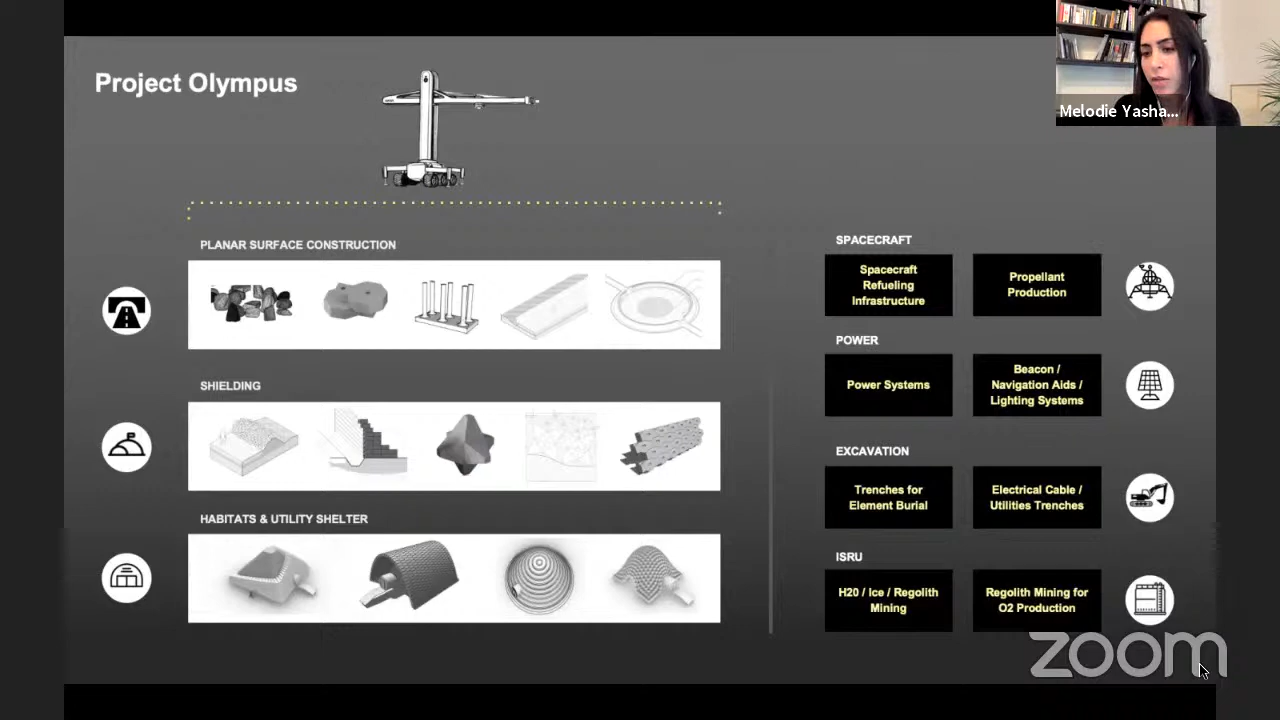 Project Olympus
Melodie Yasha...
PLANAR SURFACE CONSTRUCTION
SHIELDING
HABITATS & UTILITY SHELTER
SPACECRAFT
Spacecraft
Refueling
Infrastructure
Propellant
Production
POWER
Power Systems
Beacon /
Navigation Aids /
Lighting Systems
EXCAVATION
Trenches for
Element Burial
Electrical Cable /
Utilities Trenches
ISRU
H20 / Ice / Regolith
Mining
Regolith Mining for
O2 Production
zoom